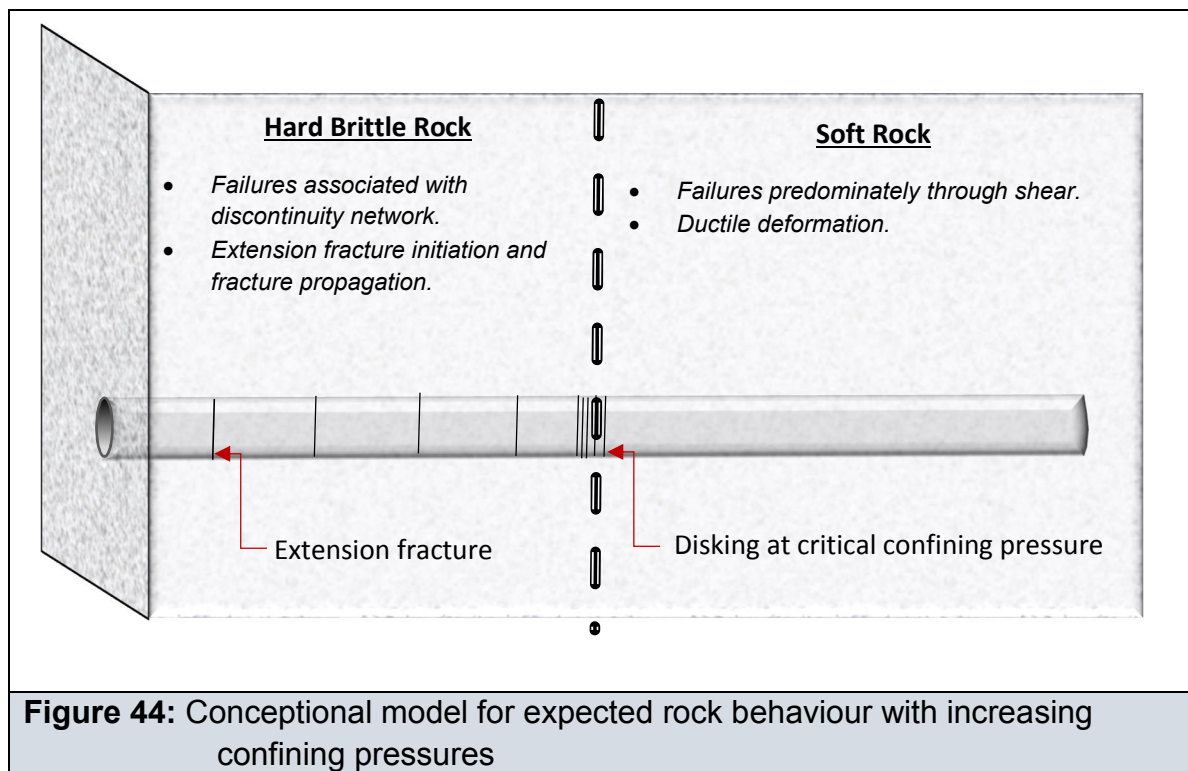 Hard Brittle Rock
• Failures associated with
discontinuity network.
• Extension fracture initiation and
fracture propagation.
Soft Rock
• Failures predominately through shear.
• Ductile deformation.
Extension fracture
Disking at critical confining pressure
Figure 44: Conceptional model for expected rock behaviour with increasing
confining pressures